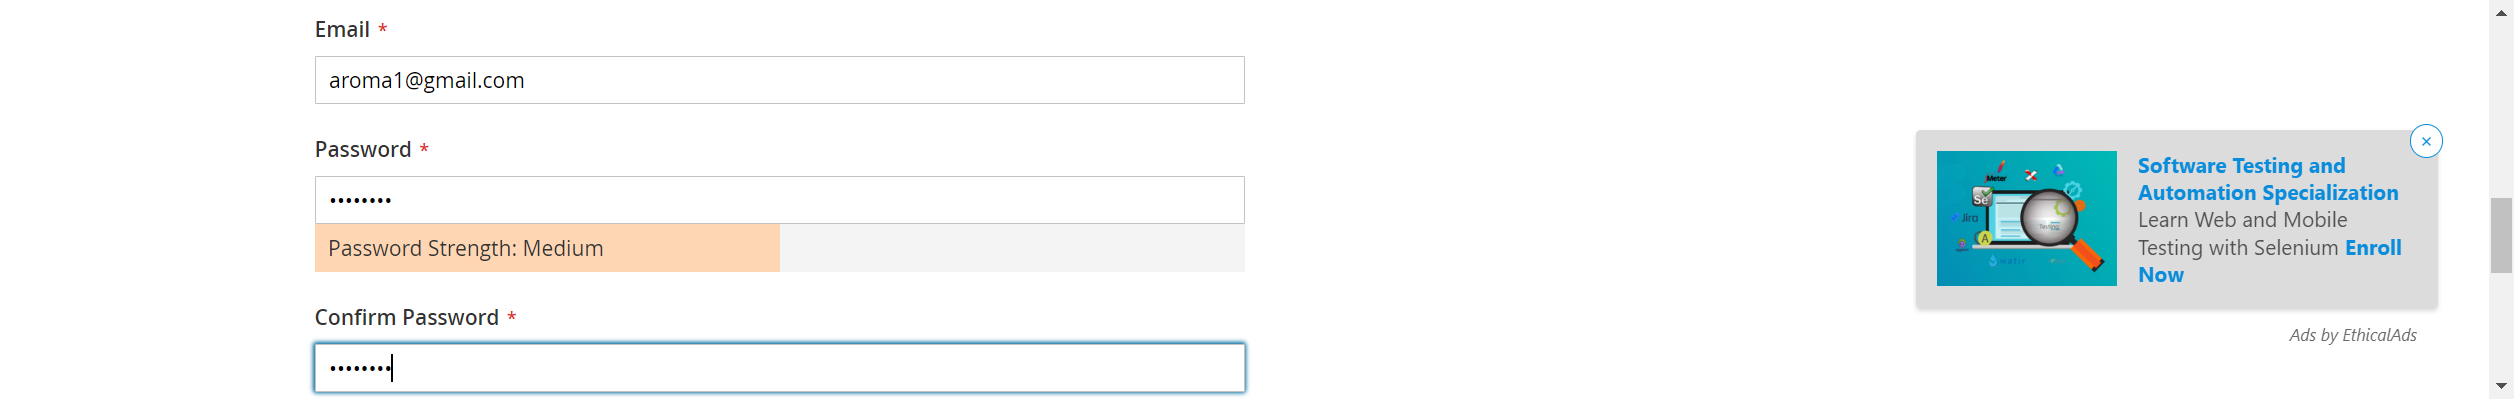 Email *
aroma1@gmail.com
Password *
••••••••
Password Strength: Medium
Confirm Password *
••••••••
×
Meter
Se
Jira
Testing
A
watir
Software Testing and
Automation Specialization
Learn Web and Mobile
Testing with Selenium Enroll
Now
Ads by EthicalAds